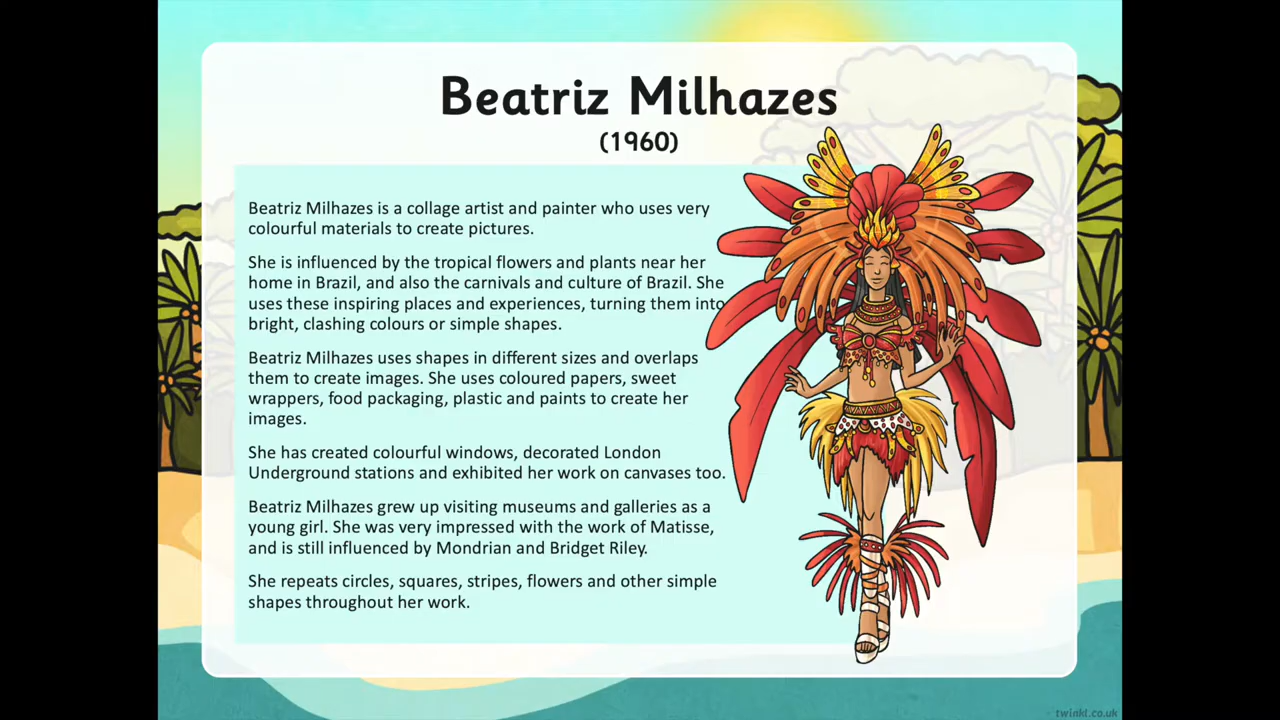 Beatriz Milhazes
(1960)
Beatriz Milhazes is a collage artist and painter who uses very
colourful materials to create pictures.
She is influenced by the tropical flowers and plants near her
home in Brazil, and also the carnivals and culture of Brazil. She
uses these inspiring places and experiences, turning them into
bright, clashing colours or simple shapes.
Beatriz Milhazes uses shapes in different sizes and overlaps
them to create images. She uses coloured papers, sweet
wrappers, food packaging, plastic and paints to create her
images.
She has created colourful windows, decorated London
Underground stations and exhibited her work on canvases too.
Beatriz Milhazes grew up visiting museums and galleries as a
young girl. She was very impressed with the work of Matisse,
and is still influenced by Mondrian and Bridget Riley.
She repeats circles, squares, stripes, flowers and other simple
shapes throughout her work.
twinkl.co.uk